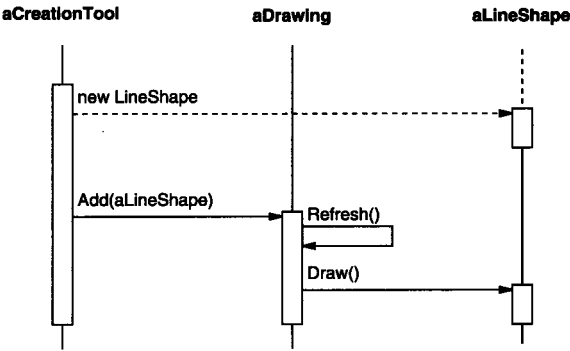 aCreationTool aDrawing aLineShape
new LineShape
Add(aLineShape)
Refresh()
Draw()